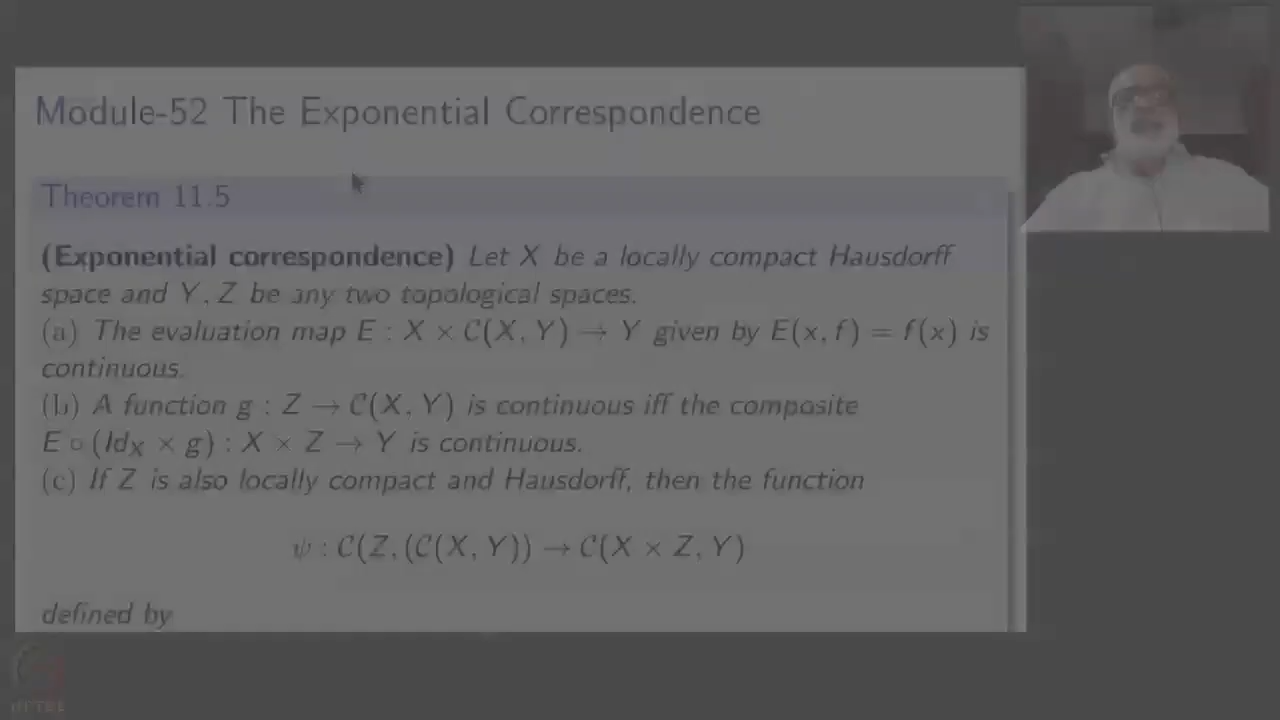 Module-52 The Exponential Correspondence
Theorem 11.5
(Exponential correspondence) Let X be a locally compact Hausdorff
space and Y, Z be any two topological spaces.
(a) The evaluation map E : X × C(X, Y) → Y given by E(x, f) = f(x) is
continuous.
(b) A function g : Z → C(X, Y) is continuous iff the composite
E ∘ (Id_X × g) : X × Z → Y is continuous.
(c) If Z is also locally compact and Hausdorff, then the function
ψ : C(Z, (C(X, Y)) → C(X × Z, Y)
defined by
NPTEL